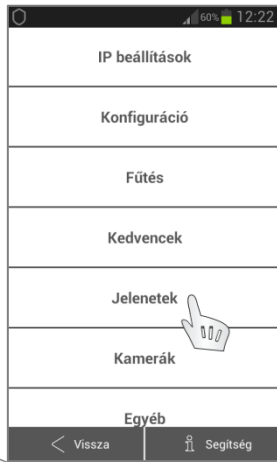 60% 12:22
IP beállítások
Konfiguráció
Fűtés
Kedvencek
Jelenetek
Kamerák
Egyéb
Vissza Segítség